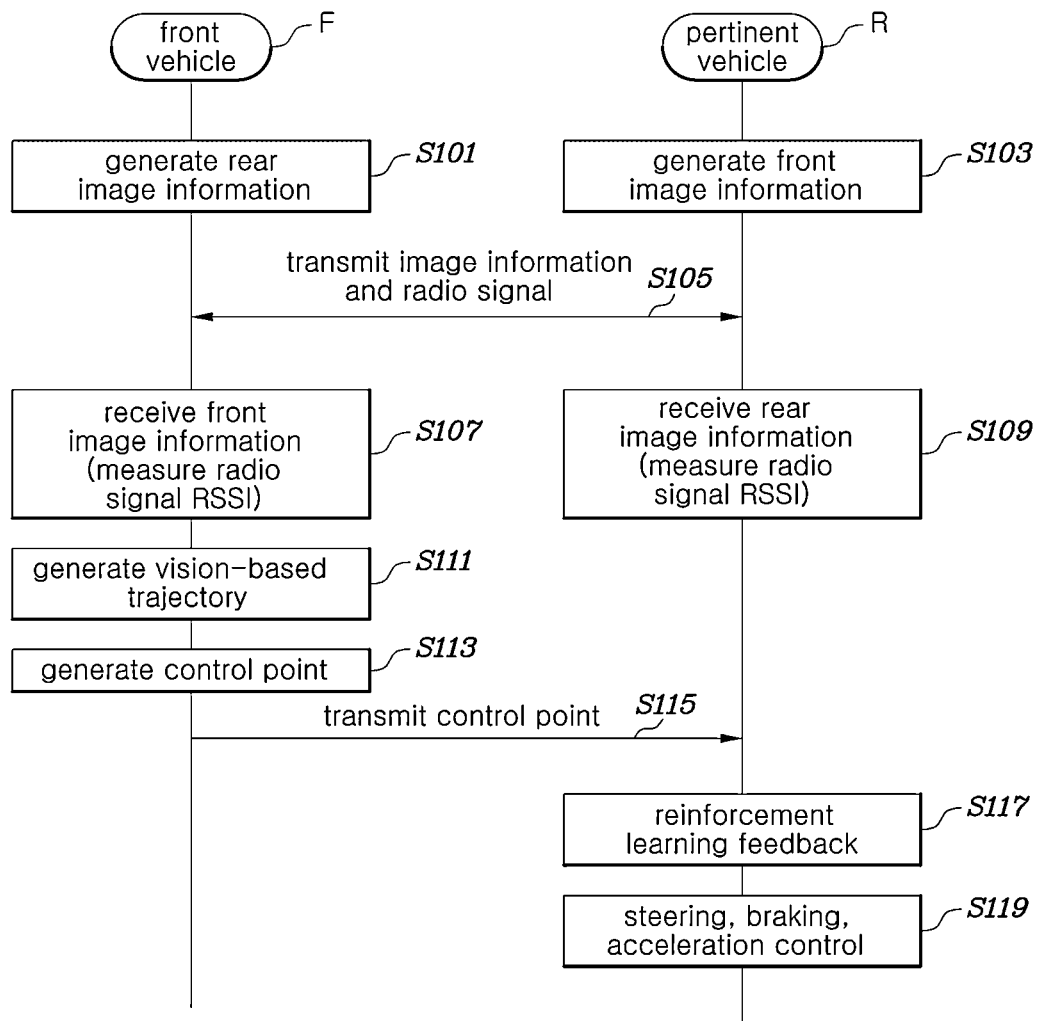 front
vehicle
F
pertinent
vehicle
R
generate rear
image information
S101
generate front
image information
S103
transmit image information
and radio signal
S105
receive front
image information
(measure radio
signal RSSI)
S107
receive rear
image information
(measure radio
signal RSSI)
S109
generate vision-based
trajectory
S111
generate control point
S113
transmit control point
S115
reinforcement
learning feedback
S117
steering, braking,
acceleration control
S119